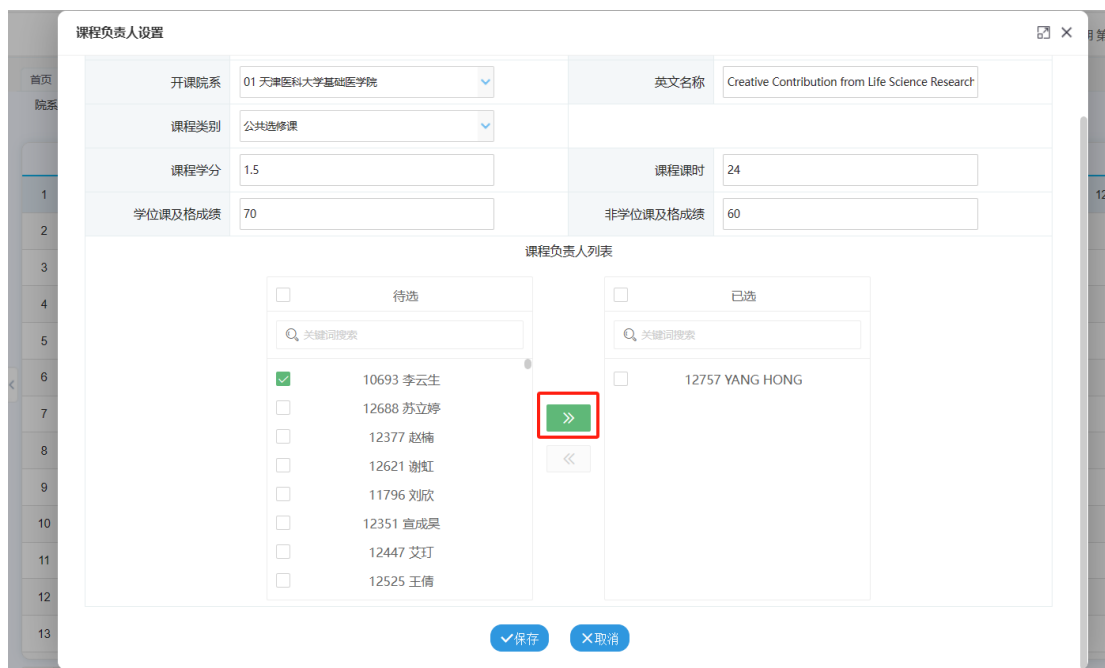 课程负责人设置
期 第
首页
院系
开课院系 01 天津医科大学基础医学院 英文名称 Creative Contribution from Life Science Research
课程类别 公共选修课
课程学分 1.5 课程课时 24
学位课及格成绩 70 非学位课及格成绩 60
课程负责人列表
待选 已选
关键词搜索 关键词搜索
10693 李云生 12757 YANG HONG
12688 苏立婷
12377 赵楠
12621 谢虹
11796 刘欣
12351 宣成昊
12447 艾玎
12525 王倩
1 12
2
3
4
5
6
7
8
9
10
11
12
13
保存 取消